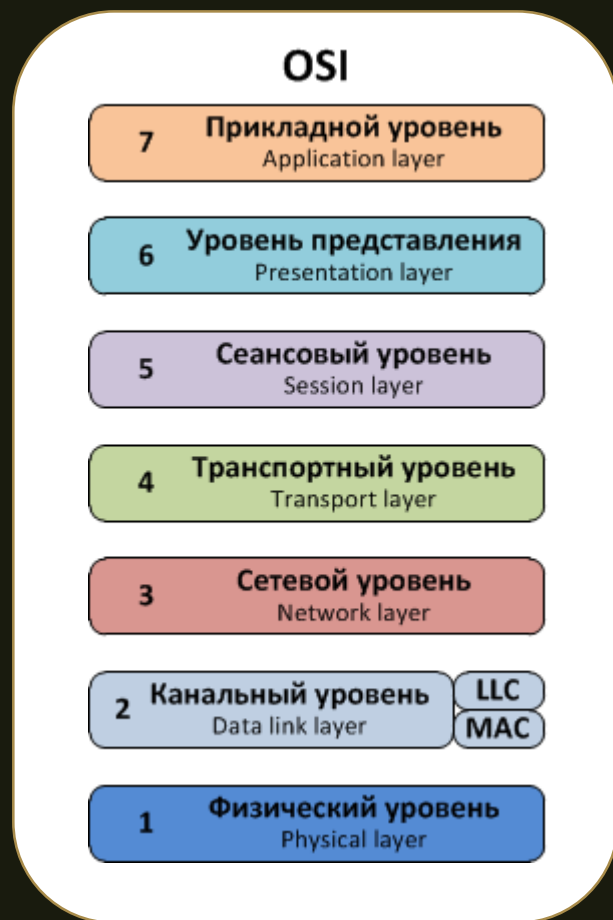 OSI
7 Прикладной уровень
Application layer
6 Уровень представления
Presentation layer
5 Сеансовый уровень
Session layer
4 Транспортный уровень
Transport layer
3 Сетевой уровень
Network layer
2 Канальный уровень
Data link layer
LLC
MAC
1 Физический уровень
Physical layer